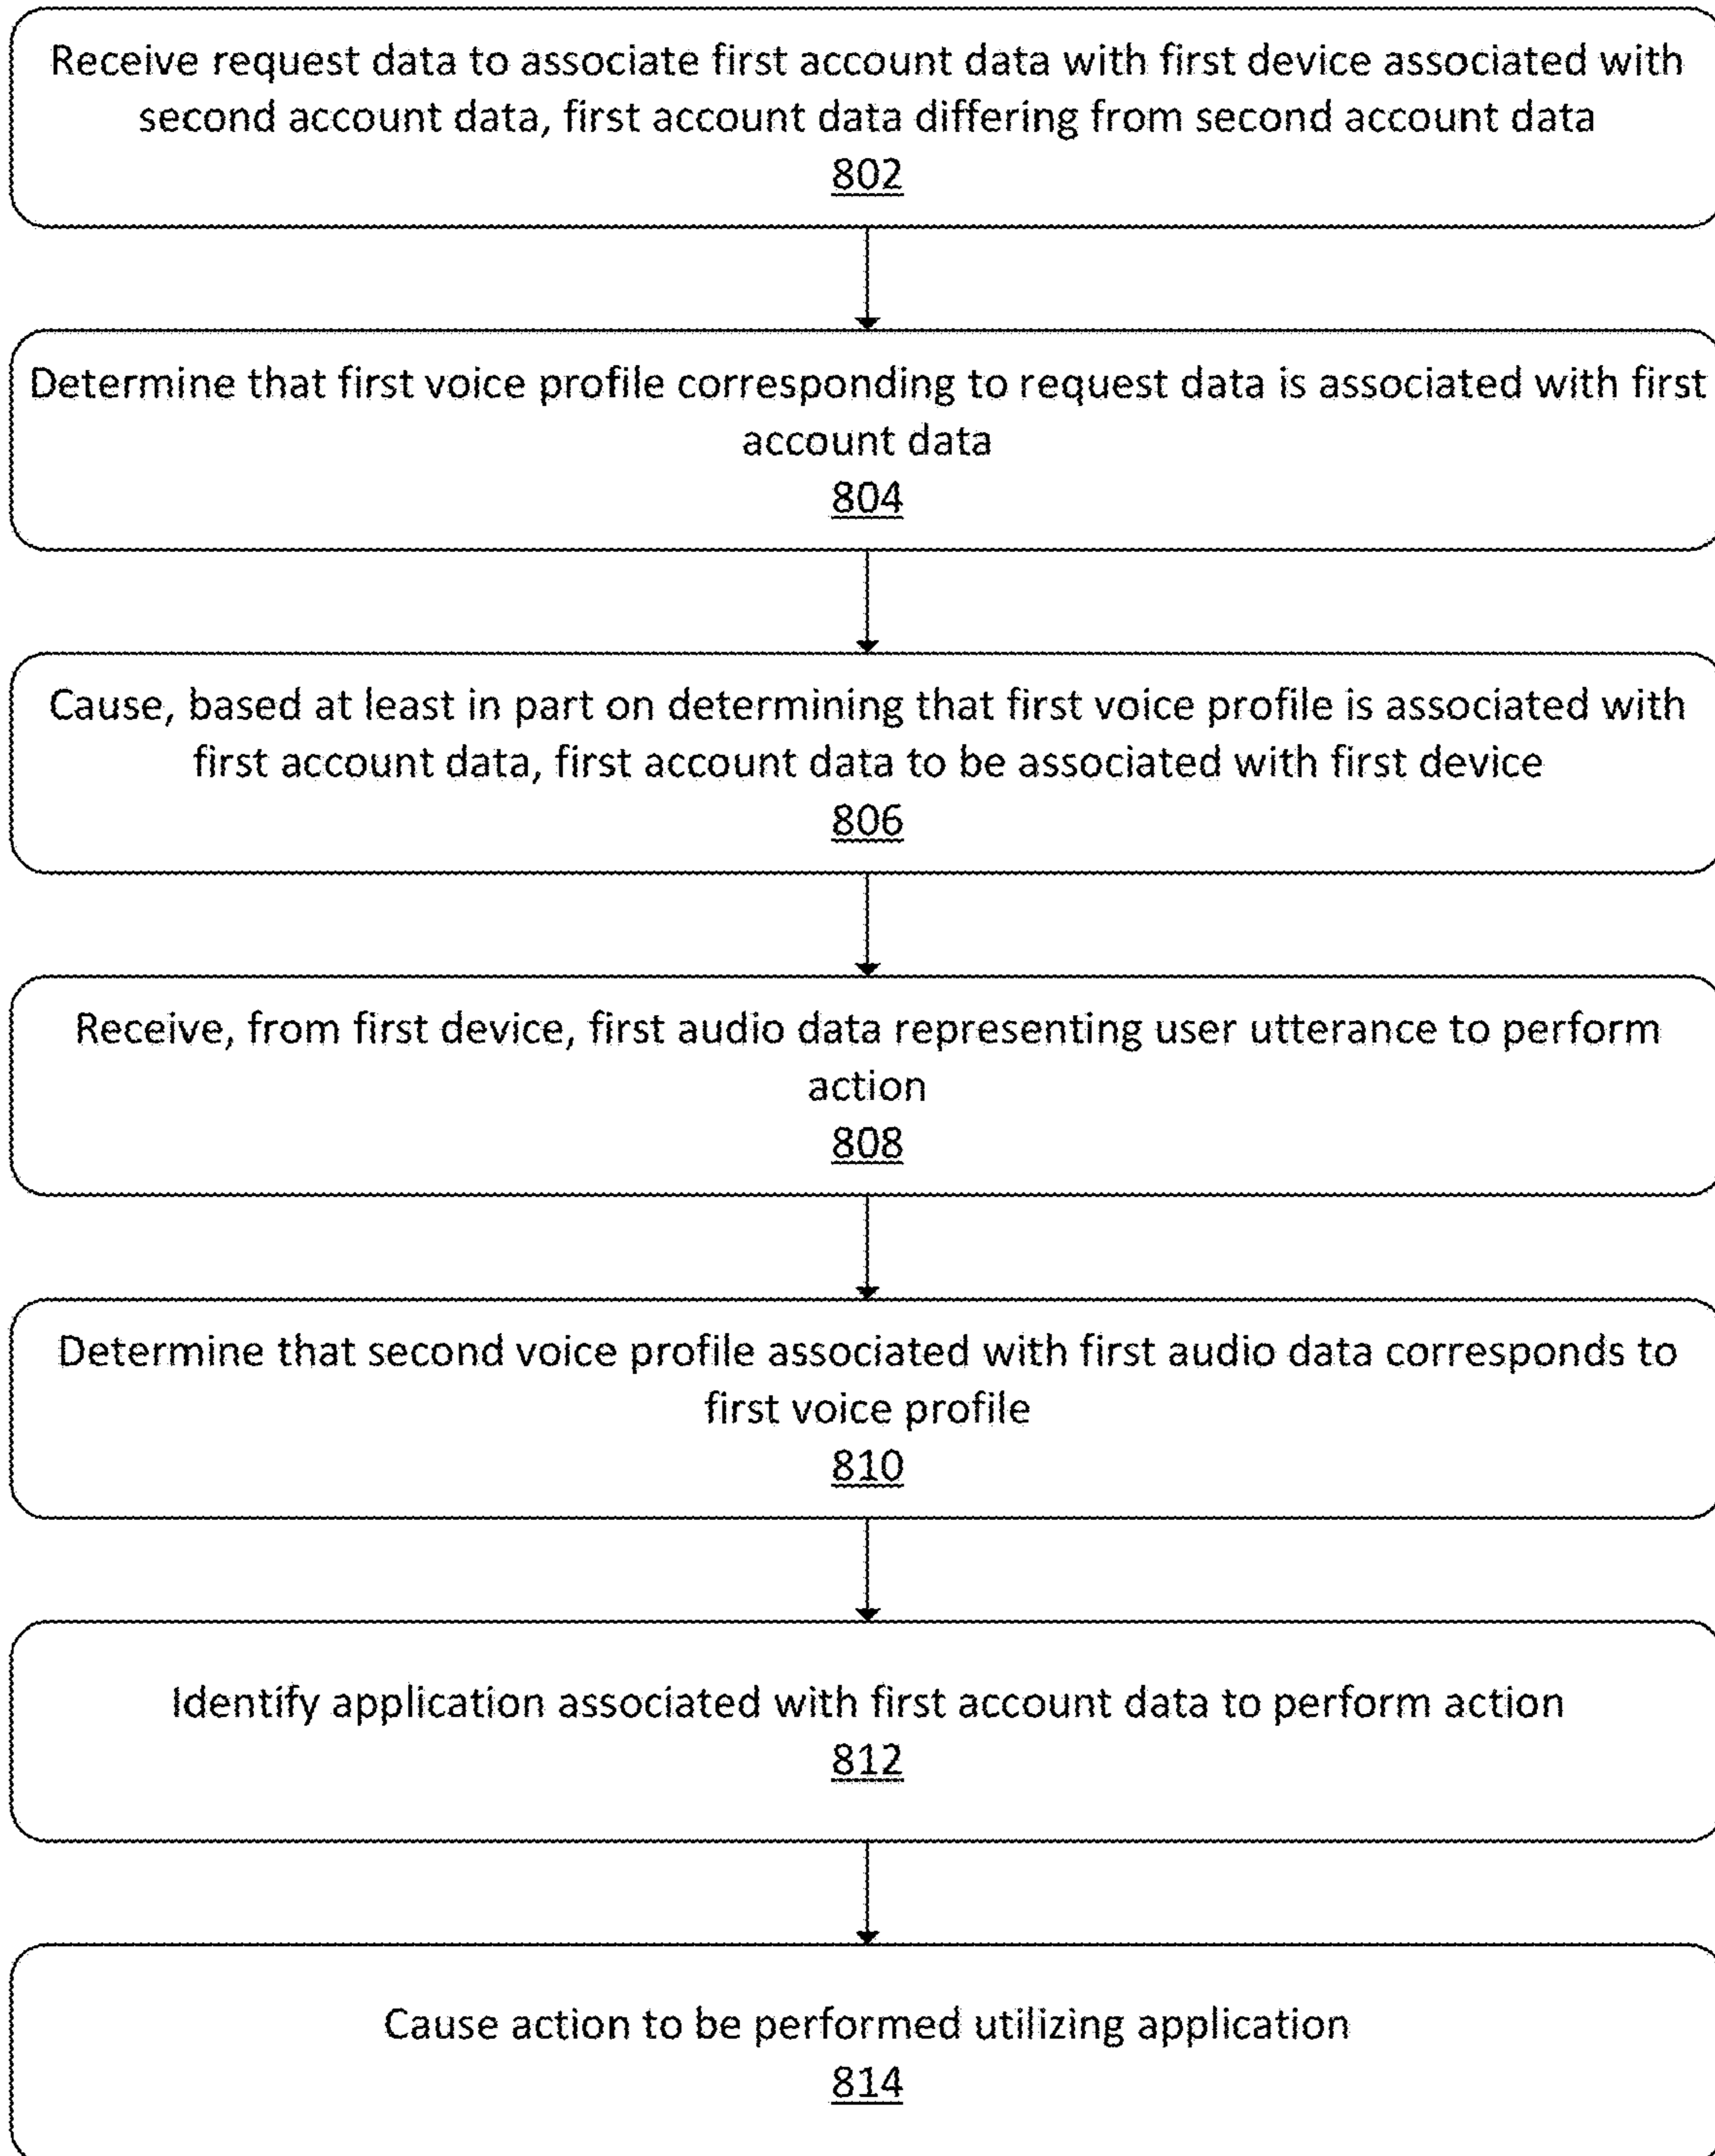 Receive request data to associate first account data with first device associated with
second account data, first account data differing from second account data
802
Determine that first voice profile corresponding to request data is associated with first
account data
804
Cause, based at least in part on determining that first voice profile is associated with
first account data, first account data to be associated with first device
806
Receive, from first device, first audio data representing user utterance to perform
action
808
Determine that second voice profile associated with first audio data corresponds to
first voice profile
810
Identify application associated with first account data to perform action
812
Cause action to be performed utilizing application
814